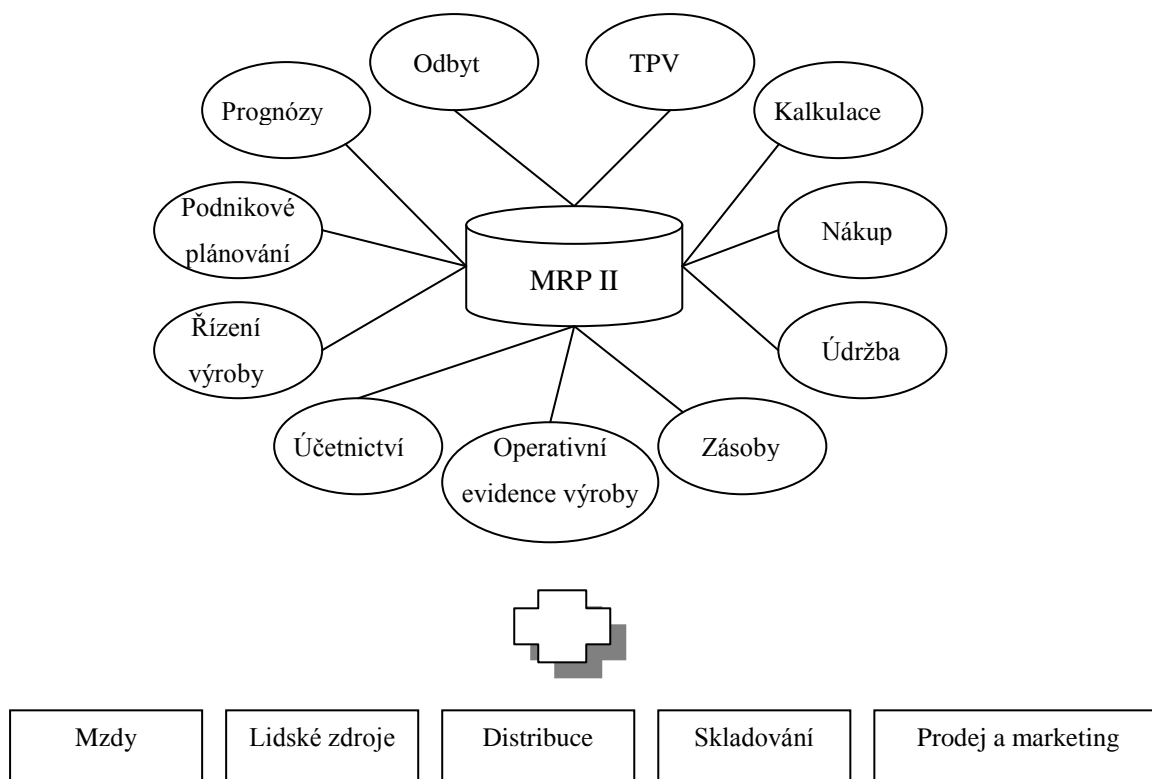 Odbyt
TPV
Prognózy
Kalkulace
Podnikové
plánování
Nákup
MRP II
Řízení
výroby
Údržba
Účetnictví
Operativní
evidence výroby
Zásoby
Mzdy
Lidské zdroje
Distribuce
Skladování
Prodej a marketing